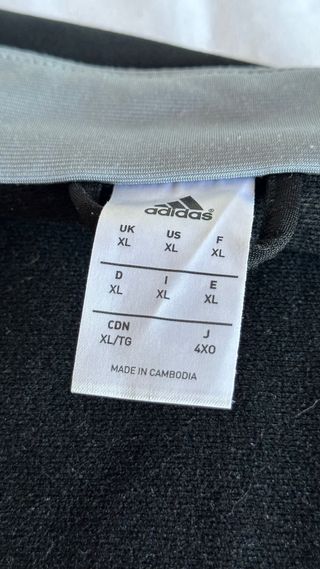 adidas
UK US F
XL XL XL
D I E
XL XL XL
CDN J
XL/TG 4XO
MADE IN CAMBODIA